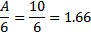 A/6 = 10/6 = 1.66